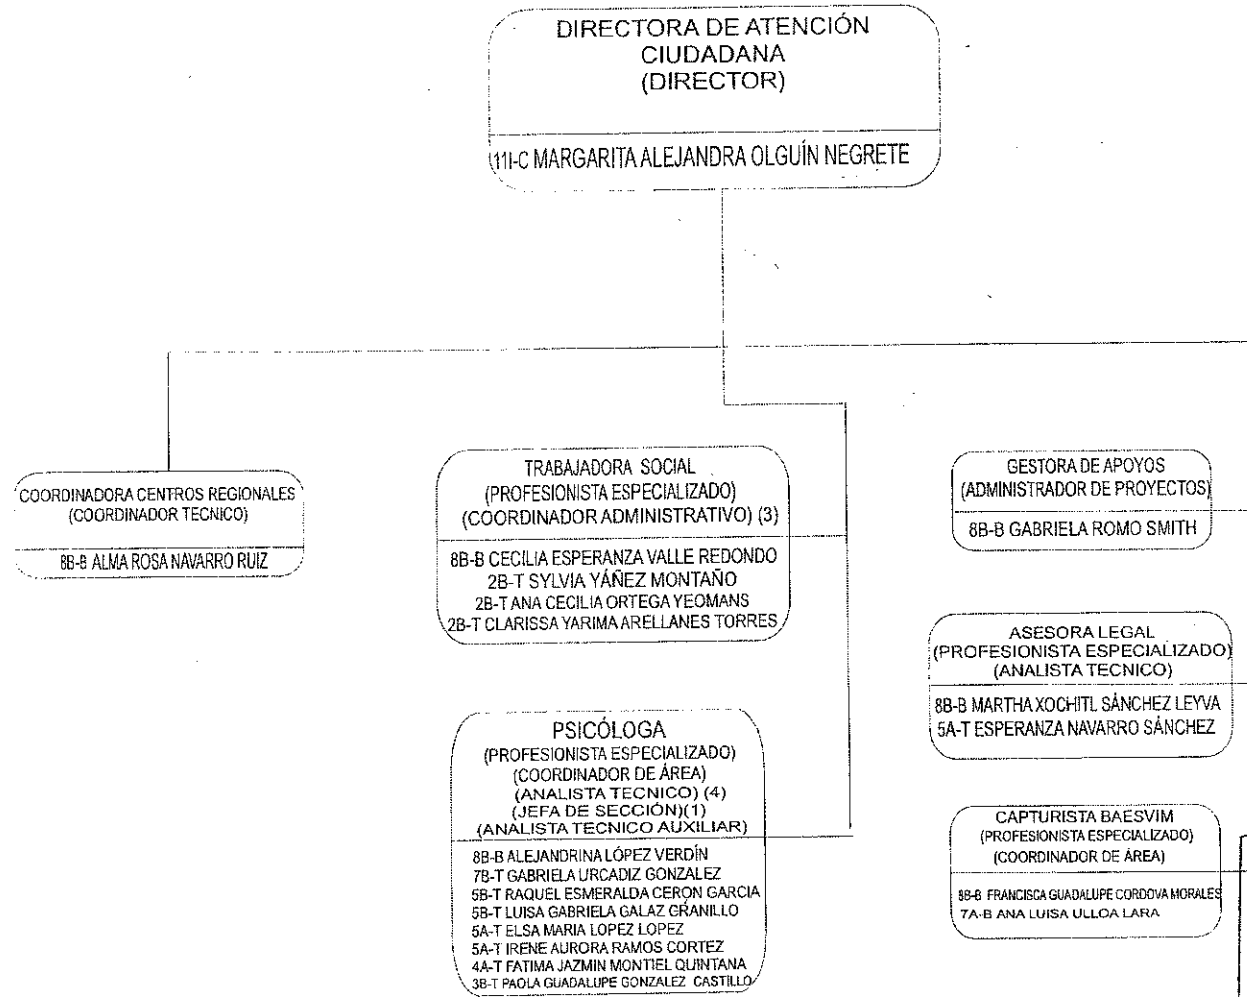 DIRECTORA DE ATENCIÓN
CIUDADANA
(DIRECTOR)
11I-C MARGARITA ALEJANDRA OLGUÍN NEGRETE
COORDINADORA CENTROS REGIONALES
(COORDINADOR TECNICO)
8B-B ALMA ROSA NAVARRO RUIZ
TRABAJADORA SOCIAL
(PROFESIONISTA ESPECIALIZADO)
(COORDINADOR ADMINISTRATIVO) (3)
8B-B CECILIA ESPERANZA VALLE REDONDO
2B-T SYLVIA YÁÑEZ MONTAÑO
2B-T ANA CECILIA ORTEGA YEOMANS
2B-T CLARISSA YARIMA ARELLANES TORRES
PSICÓLOGA
(PROFESIONISTA ESPECIALIZADO)
(COORDINADOR DE ÁREA)
(ANALISTA TECNICO) (4)
(JEFA DE SECCIÓN)(1)
(ANALISTA TECNICO AUXILIAR)
8B-B ALEJANDRINA LÓPEZ VERDÍN
7B-T GABRIELA URCADIZ GONZALEZ
5B-T RAQUEL ESMERALDA CERON GARCIA
5B-T LUISA GABRIELA GALAZ GRANILLO
5A-T ELSA MARIA LOPEZ LOPEZ
5A-T IRENE AURORA RAMOS CORTEZ
4A-T FATIMA JAZMIN MONTIEL QUINTANA
3B-T PAOLA GUADALUPE GONZALEZ CASTILLO
GESTORA DE APOYOS
(ADMINISTRADOR DE PROYECTOS)
8B-B GABRIELA ROMO SMITH
ASESORA LEGAL
(PROFESIONISTA ESPECIALIZADO)
(ANALISTA TECNICO)
8B-B MARTHA XOCHITL SÁNCHEZ LEYVA
5A-T ESPERANZA NAVARRO SÁNCHEZ
CAPTURISTA BAESVIM
(PROFESIONISTA ESPECIALIZADO)
(COORDINADOR DE ÁREA)
8B-B FRANCISCA GUADALUPE CORDOVA MORALES
7A-B ANA LUISA ULLOA LARA